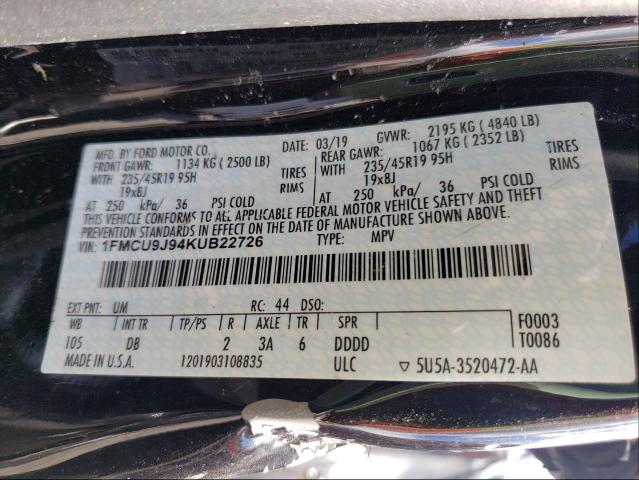 MFD. BY FORD MOTOR CO. DATE: 03/19 GVWR: 2195 KG ( 4840 LB)
FRONT GAWR: 1134 KG ( 2500 LB) REAR GAWR: 1067 KG ( 2352 LB)
WITH 235/45R19 95H TIRES WITH 235/45R19 95H TIRES
19x8J RIMS 19x8J RIMS
AT 250 kPa/ 36 PSI COLD AT 250 kPa/ 36 PSI COLD
THIS VEHICLE CONFORMS TO ALL APPLICABLE FEDERAL MOTOR VEHICLE SAFETY AND THEFT
PREVENTION STANDARDS IN EFFECT ON THE DATE OF MANUFACTURE SHOWN ABOVE.
VIN: 1FMCU9J94KUB22726 TYPE: MPV
EXT PNT: UM RC: 44 DSO: F0003
WB INT TR TP/PS R AXLE TR SPR T0086
105 DB 2 3A 6 DDDD
MADE IN U.S.A. 1201903108835 ULC ▽ 5U5A-3520472-AA